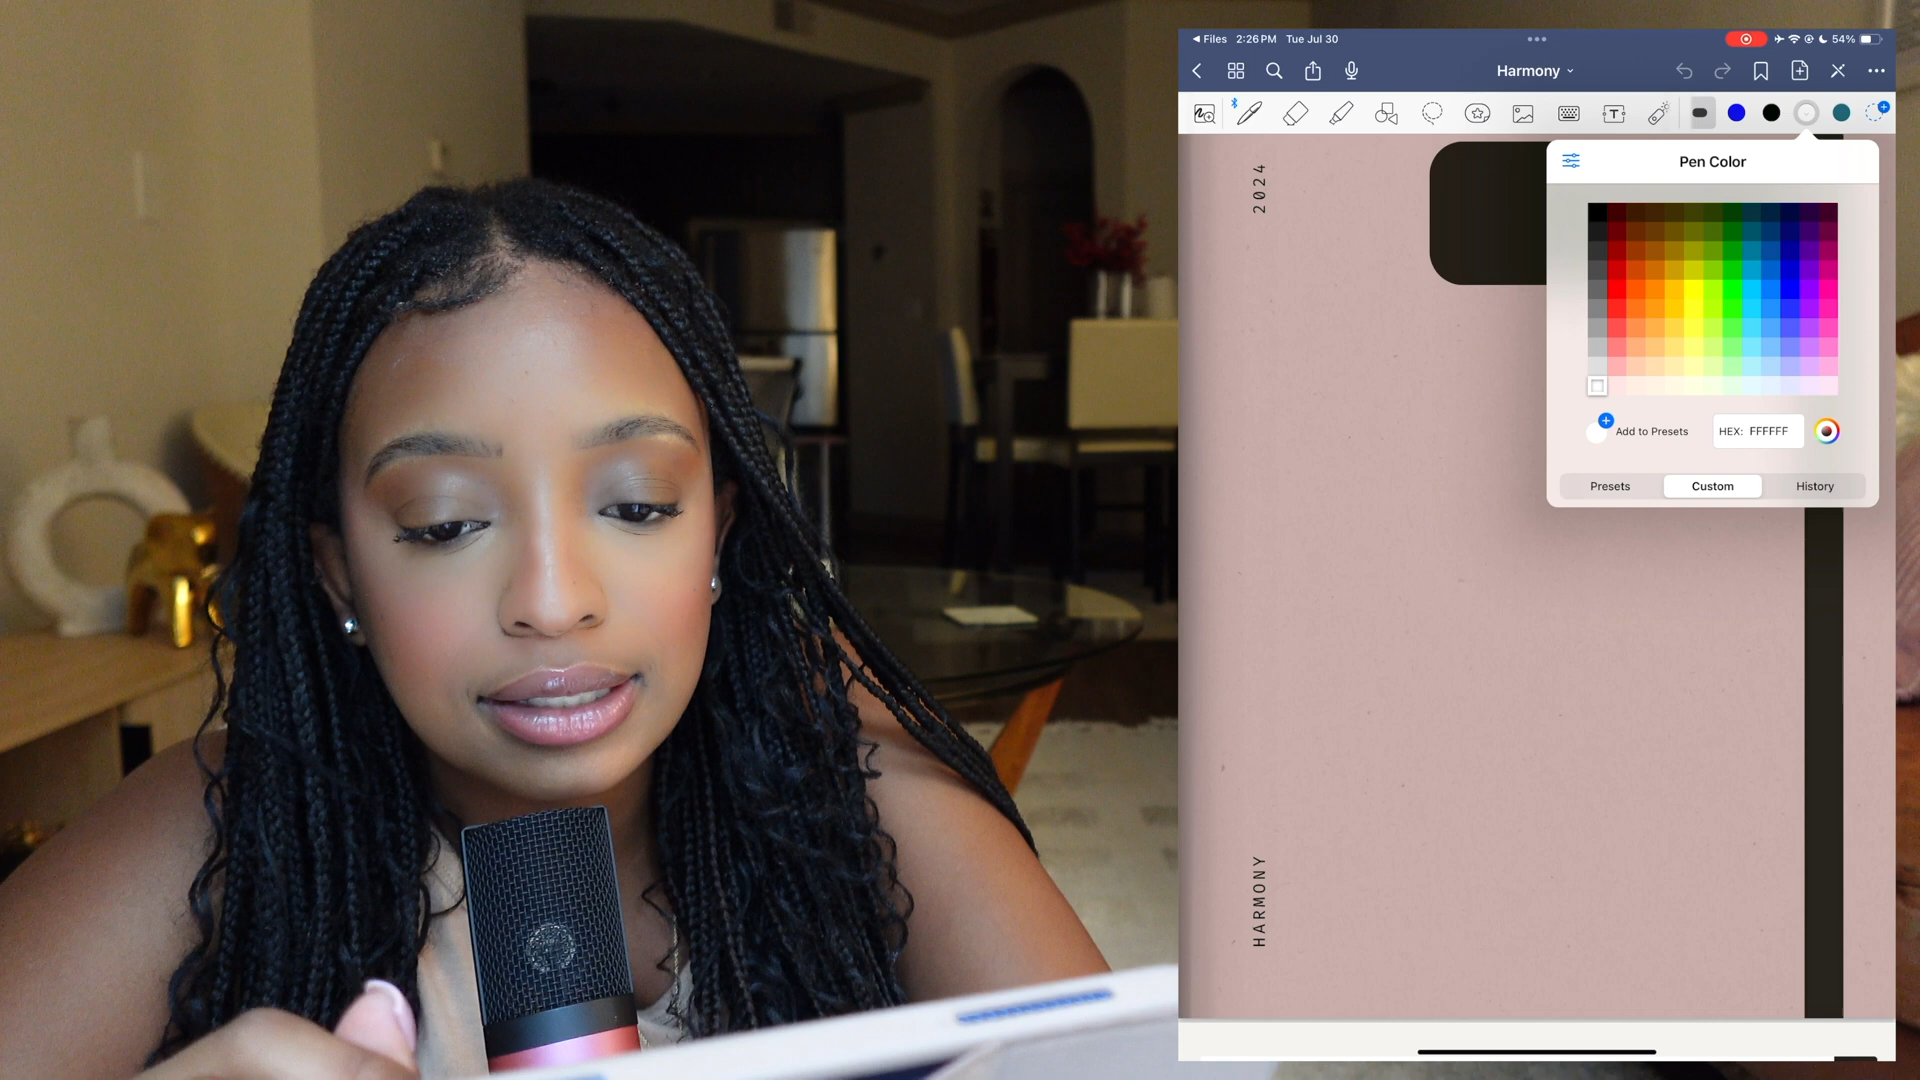 Files 2:26 PM Tue Jul 30
54%
Harmony
T
Pen Color
2024
Add to Presets
HEX: FFFFFF
Presets Custom History
HARMONY